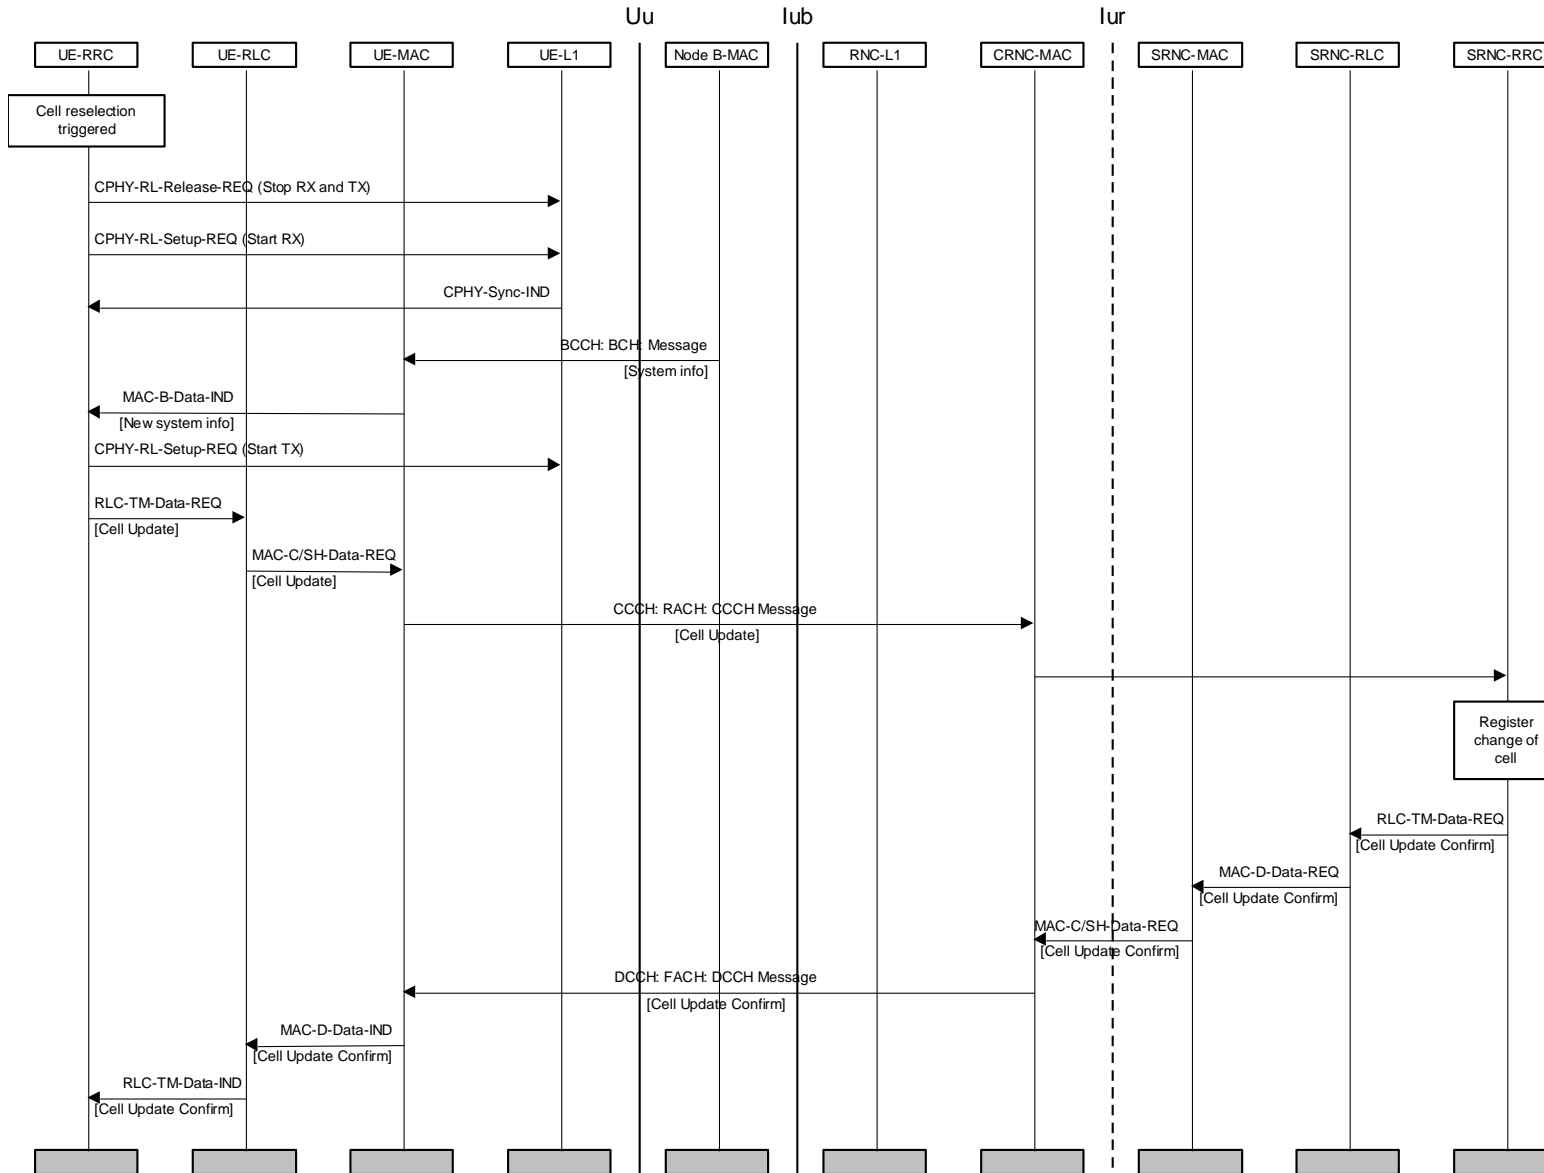 Uu Iub Iur
UE-RRC UE-RLC UE-MAC UE-L1 Node B-MAC RNC-L1 CRNC-MAC SRNC-MAC SRNC-RLC SRNC-RRC
Cell reselection
triggered
CPHY-RL-Release-REQ (Stop RX and TX)
CPHY-RL-Setup-REQ (Start RX)
CPHY-Sync-IND
BCCH: BCH: Message
[System info]
MAC-B-Data-IND
[New system info]
CPHY-RL-Setup-REQ (Start TX)
RLC-TM-Data-REQ
[Cell Update]
MAC-C/SH-Data-REQ
[Cell Update]
CCCH: RACH: CCCH Message
[Cell Update]
Register
change of
cell
RLC-TM-Data-REQ
[Cell Update Confirm]
MAC-D-Data-REQ
[Cell Update Confirm]
MAC-C/SH-Data-REQ
[Cell Update Confirm]
DCCH: FACH: DCCH Message
[Cell Update Confirm]
MAC-D-Data-IND
[Cell Update Confirm]
RLC-TM-Data-IND
[Cell Update Confirm]